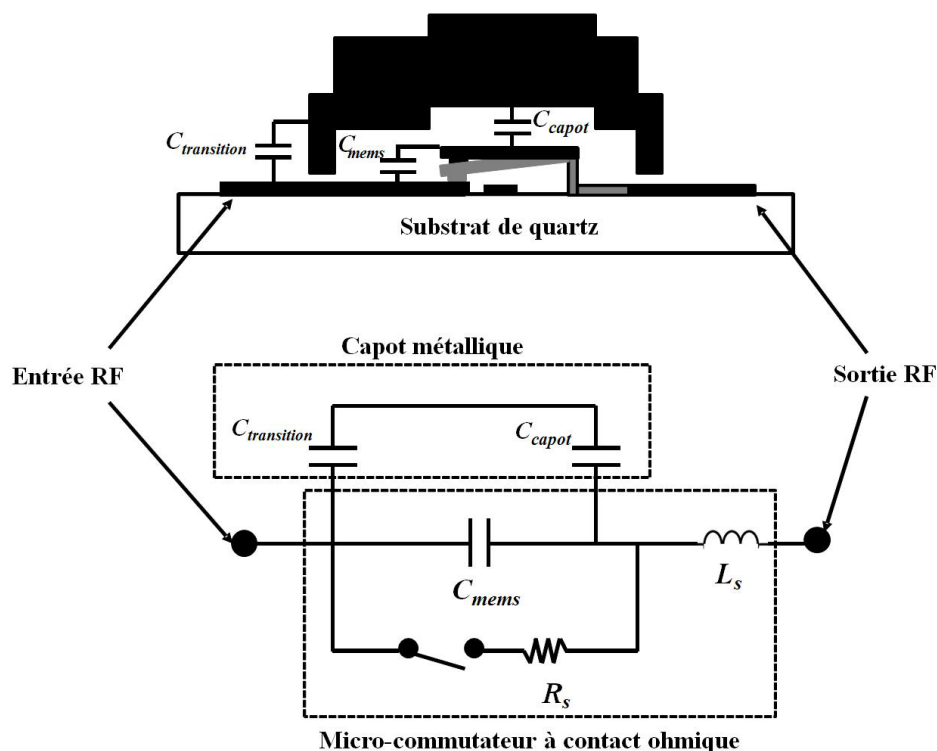 C_capot
C_transition
C_mems
Substrat de quartz
Capot métallique
Entrée RF
Sortie RF
C_transition
C_capot
C_mems
L_s
R_s
Micro-commutateur à contact ohmique